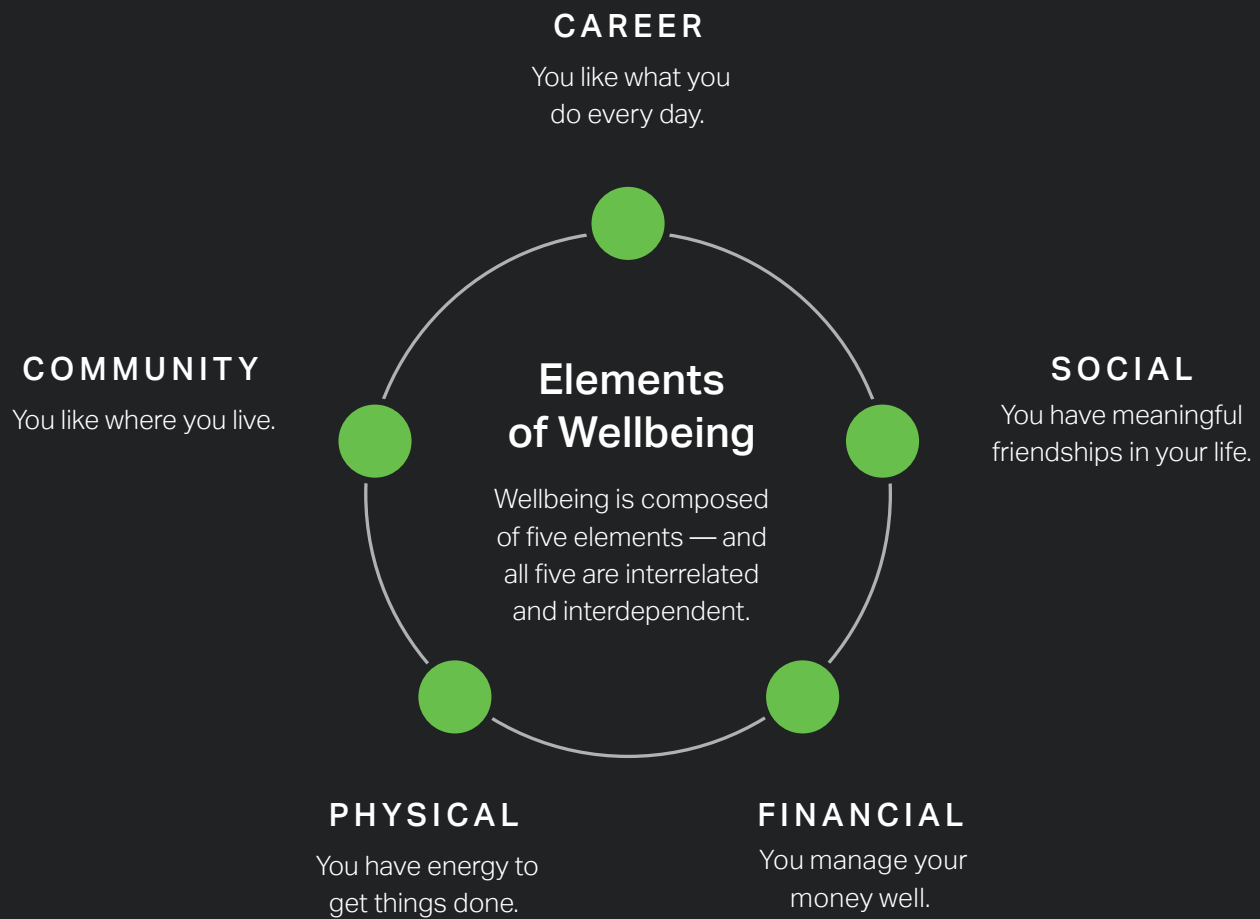 CAREER
You like what you
do every day.
COMMUNITY
You like where you live.
Elements
of Wellbeing
Wellbeing is composed
of five elements — and
all five are interrelated
and interdependent.
SOCIAL
You have meaningful
friendships in your life.
PHYSICAL
You have energy to
get things done.
FINANCIAL
You manage your
money well.